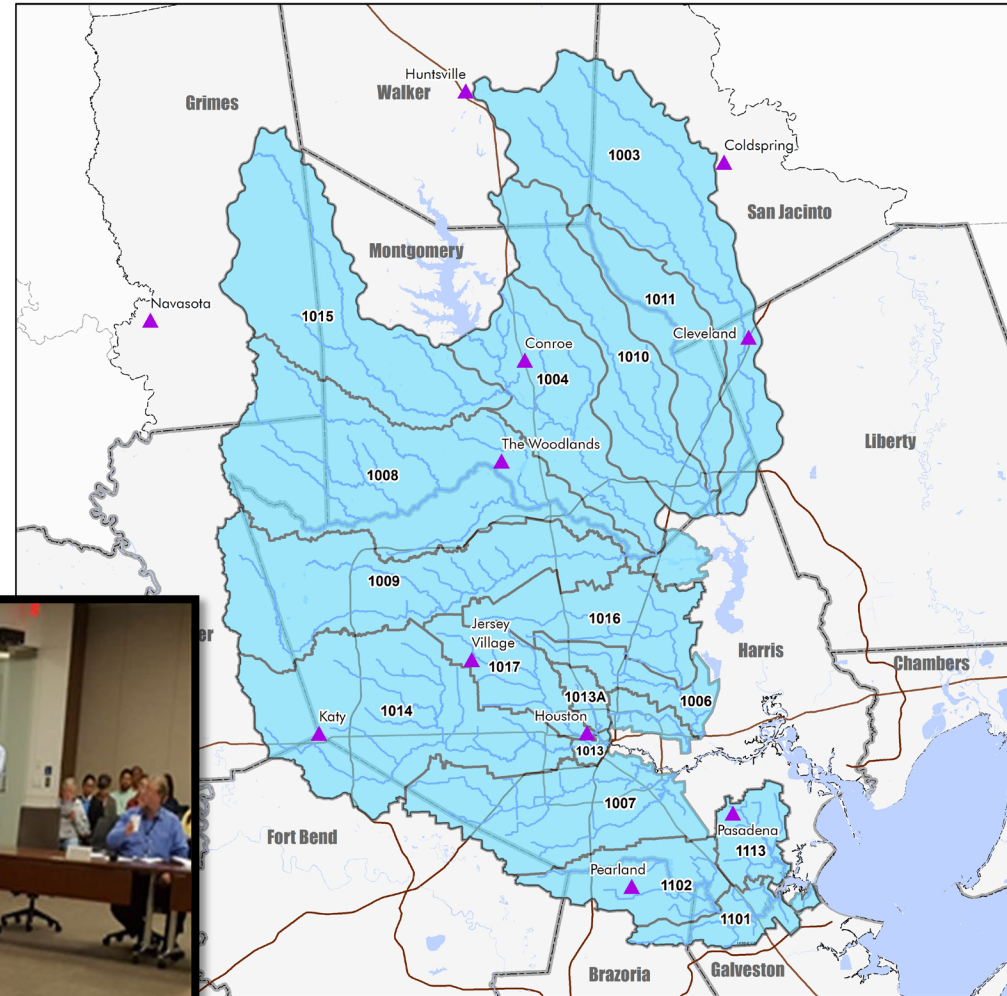 Huntsville
Walker
Grimes
1003
Coldspring
San Jacinto
Montgomery
Navasota
1015
1011
Cleveland
Conroe
1010
1004
The Woodlands
Liberty
1008
1009
1016
Jersey
Village
1017
Harris
Chambers
er
1013A
1006
Katy
1014
Houston
1013
1007
Fort Bend
Pasadena
1113
Pearland
1102
1101
Brazoria
Galveston